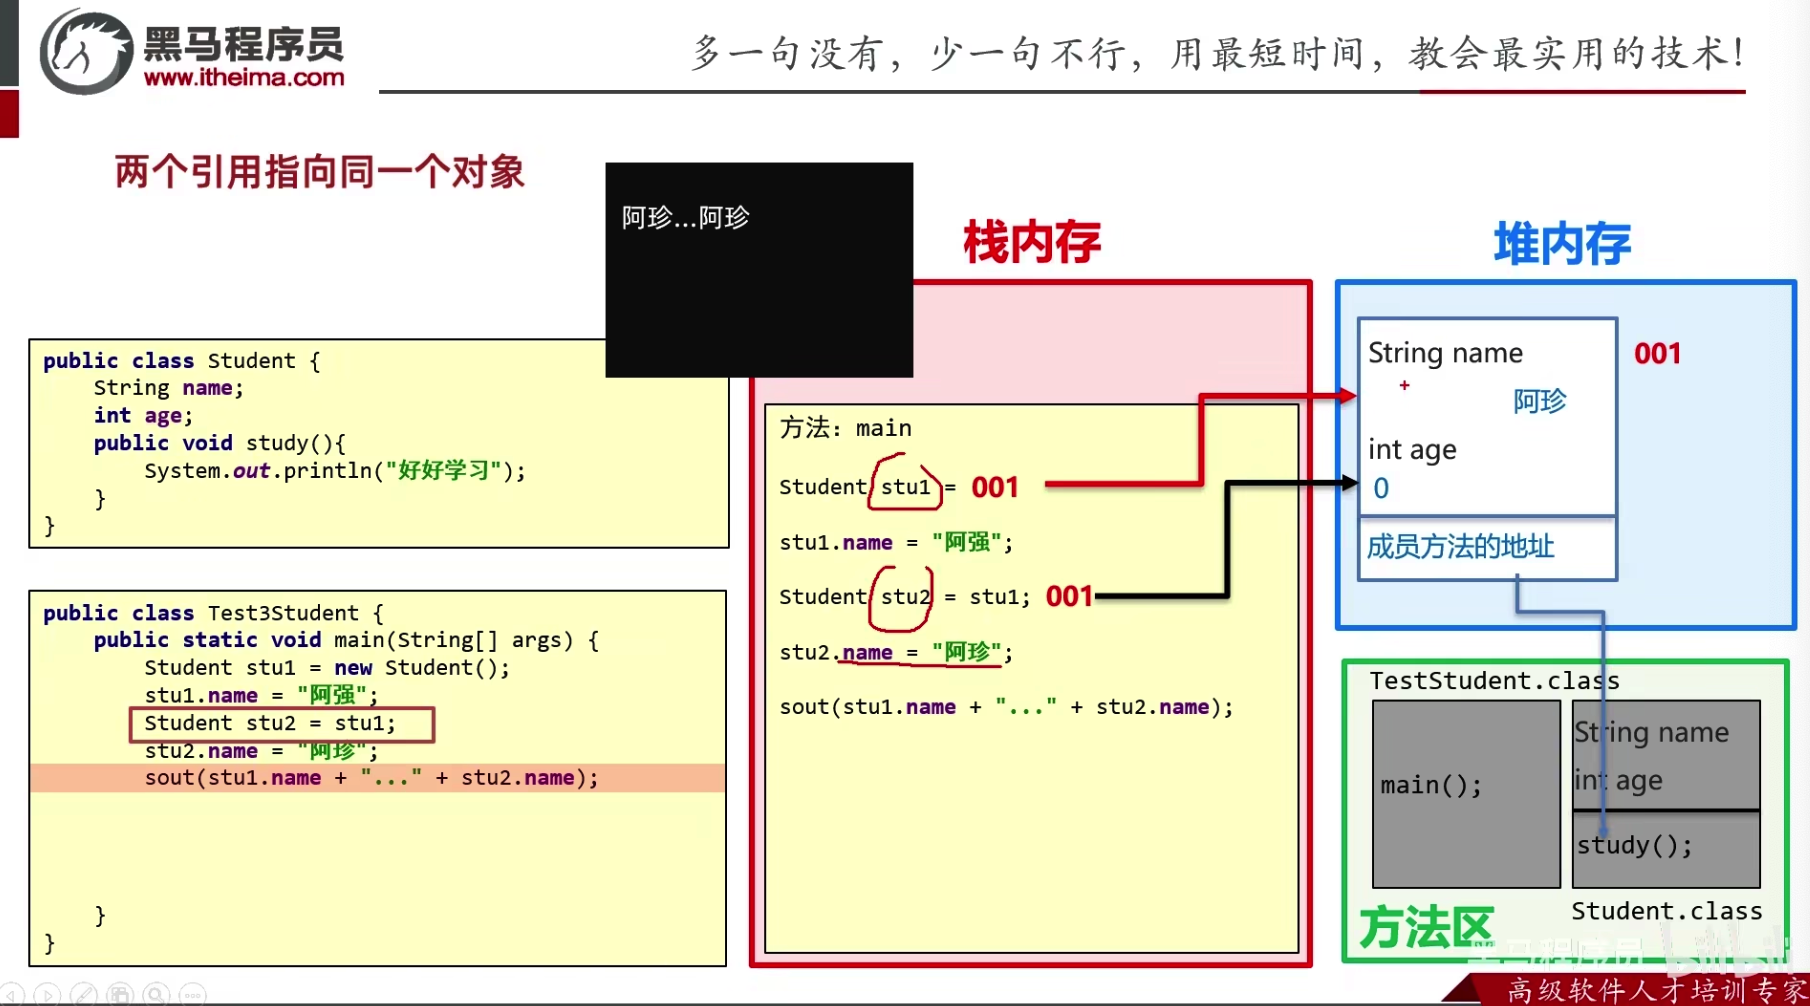 黑马程序员
www.itheima.com
多一句没有，少一句不行，用最短时间，教会最实用的技术！
两个引用指向同一个对象
阿珍...阿珍
public class Student {
String name;
int age;
public void study(){
System.out.println("好好学习");
}
}
public class Test3Student {
public static void main(String[] args) {
Student stu1 = new Student();
stu1.name = "阿强";
Student stu2 = stu1;
stu2.name = "阿珍";
sout(stu1.name + "..." + stu2.name);
}
}
栈内存
方法：main
Student stu1 = 001
stu1.name = "阿强";
Student stu2 = stu1; 001
stu2.name = "阿珍";
sout(stu1.name + "..." + stu2.name);
堆内存
String name
001
阿珍
int age
0
成员方法的地址
TestStudent.class
main();
String name
int age
study();
Student.class
方法区
黑马程序员
bilibili
高级软件人才培训专家